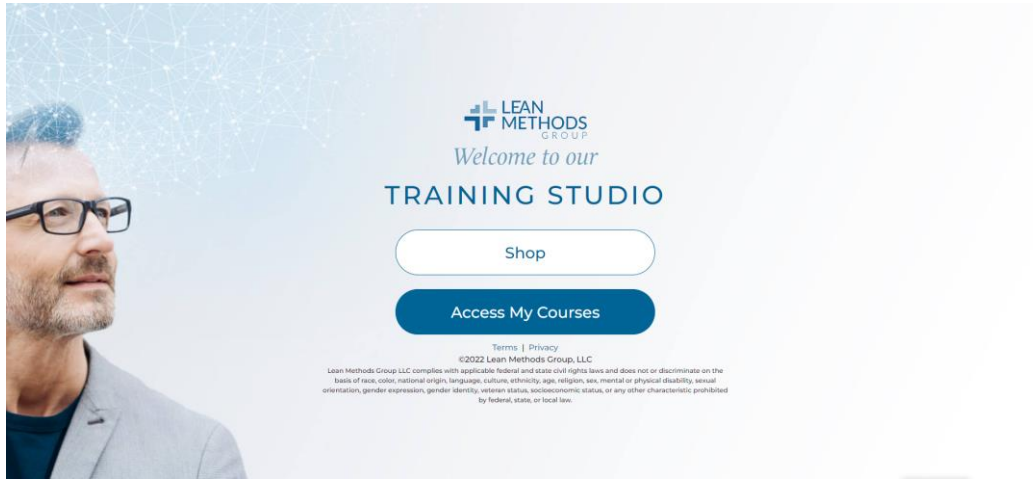 LEAN
METHODS
GROUP
Welcome to our
TRAINING STUDIO
Shop
Access My Courses
Terms | Privacy
©2022 Lean Methods Group, LLC
Lean Methods Group LLC complies with applicable federal and state civil rights laws and does not or discriminate on the
basis of race, color, national origin, language, culture, ethnicity, age, religion, sex, mental or physical disability, sexual
orientation, gender expression, gender identity, veteran status, socioeconomic status, or any other characteristic prohibited
by federal, state, or local law.